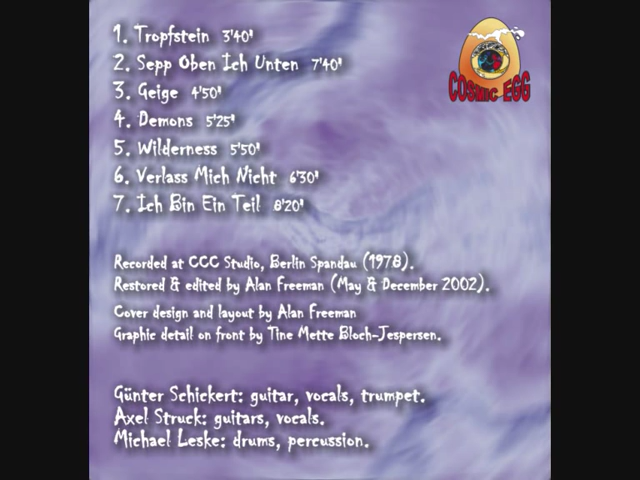 1. Tropfstein 3'40"
2. Sepp Oben Ich Unten 7'40"
3. Geige 4'50"
4. Demons 5'25"
5. Wilderness 5'50"
6. Verlass Mich Nicht 6'30"
7. Ich Bin Ein Teil 8'20"
COSMIC EGG
Recorded at CCC Studio, Berlin Spandau (1978).
Restored & edited by Alan Freeman (May & December 2002).
Cover design and layout by Alan Freeman
Graphic detail on front by Tine Mette Bloch-Jespersen.
Günter Schickert: guitar, vocals, trumpet.
Axel Struck: guitars, vocals.
Michael Leske: drums, percussion.